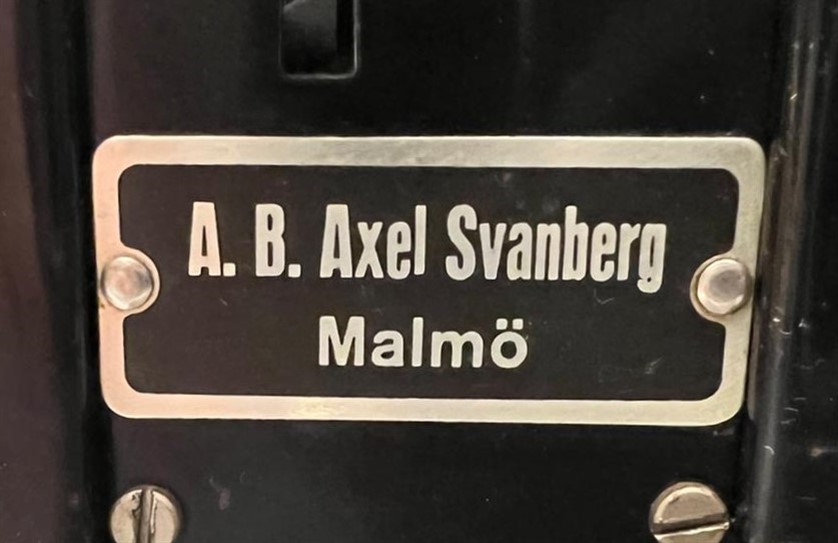 A. B. Axel Svanberg
Malmö